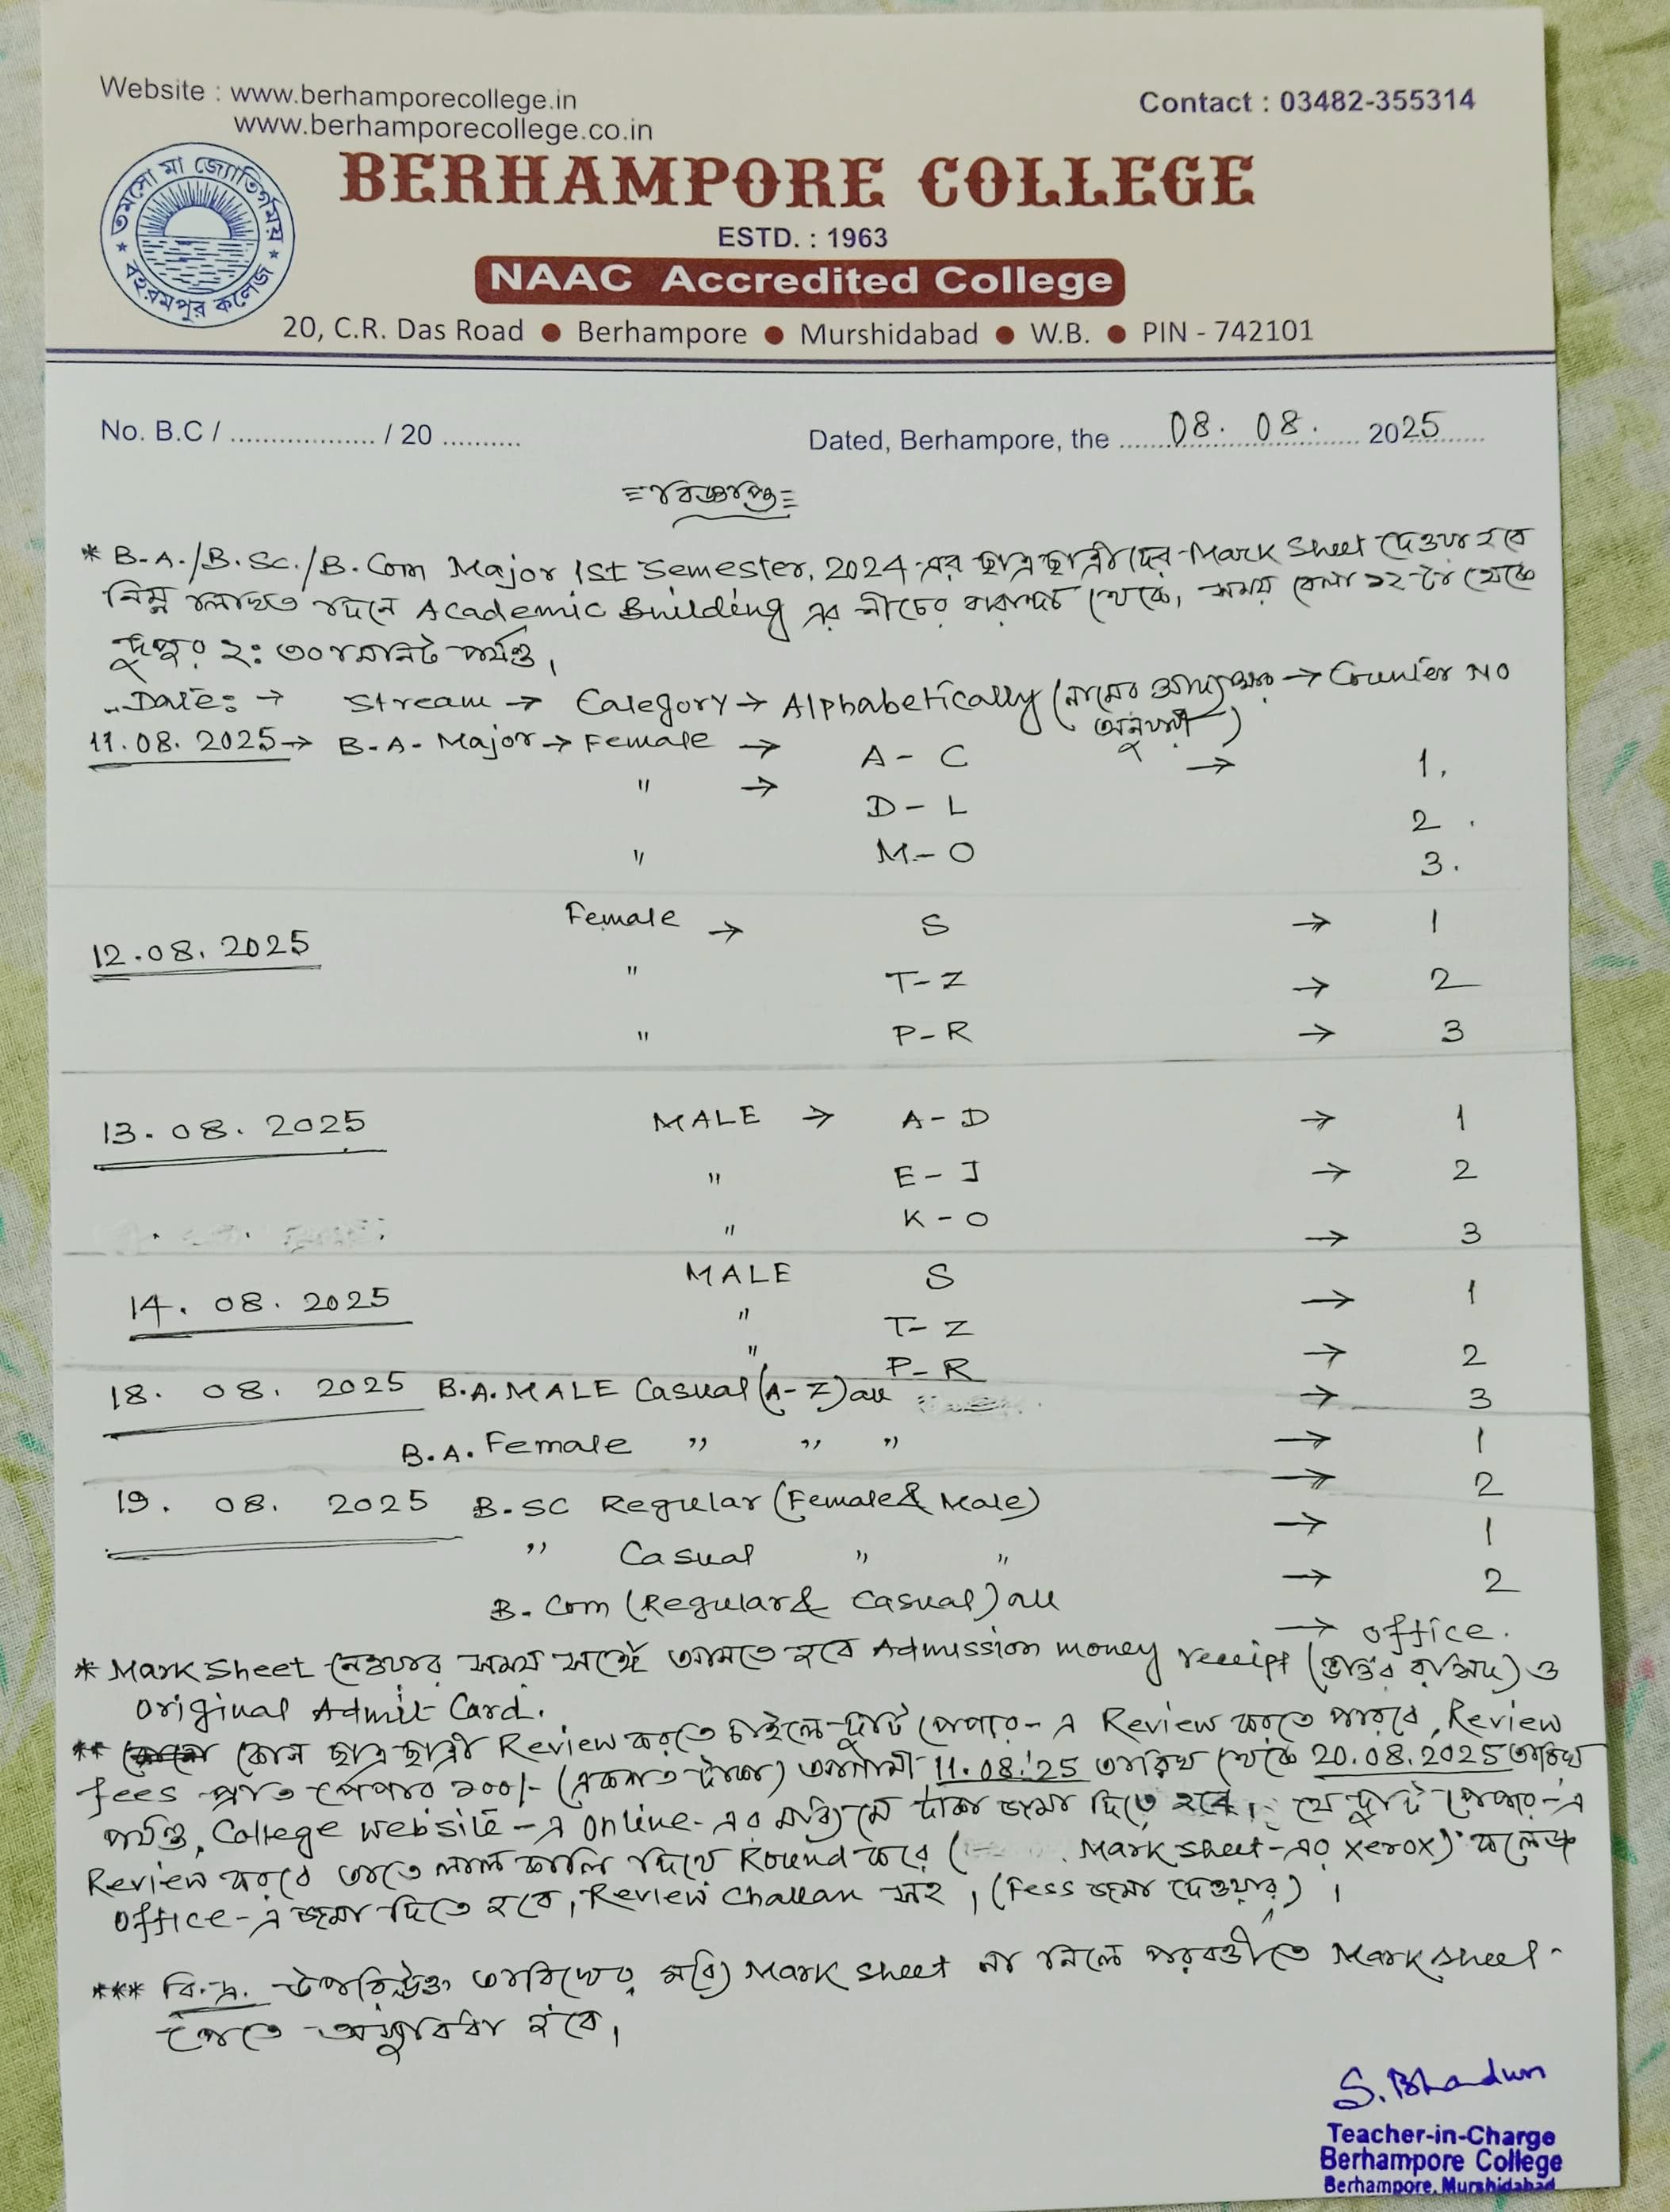 Website : www.berhamporecollege.in
www.berhamporecollege.co.in
Contact : 03482-355314
তমসো মা জ্যোতির্গময়
বহরমপুর কলেজ
BERHAMPORE COLLEGE
ESTD. : 1963
NAAC Accredited College
20, C.R. Das Road ● Berhampore ● Murshidabad ● W.B. ● PIN - 742101
No. B.C / .................. / 20 ..........
Dated, Berhampore, the ...... 08. 08. ...... 2025
= বিজ্ঞপ্তি =
* B.A./B.Sc./B.Com Major 1st Semester, 2024-এর ছাত্র ছাত্রীদের Mark Sheet দেওয়া হবে
নিম্ন লিখিত দিনে Academic Building এর নীচের বারান্দা থেকে, সময় বেলা ১২-টা থেকে
দুপুর ২: ৩০ মিনিট পর্যন্ত।
Date: → Stream → Category → Alphabetically (নামের আদ্যক্ষর → Counter No
অনুযায়ী)
11.08.2025 → B.A. Major → Female → A - C → 1.
" → D - L 2.
" M - O 3.
12.08.2025 Female → S → 1
" T - Z → 2
" P - R → 3
13.08.2025 MALE → A - D → 1
" E - J → 2
" K - O → 3
14.08.2025 MALE S → 1
" T - Z → 2
" P - R → 3
18.08.2025 B.A. MALE Casual (A - Z) all → 1
B.A. Female " " " → 2
19.08.2025 B.SC Regular (Female & Male) → 1
" Casual " " → 2
B.Com (Regular & Casual) all → office.
* Mark Sheet নেওয়ার সময় সঙ্গে আনতে হবে Admission money receipt (ভর্তির রসিদ) ও
Original Admit Card.
** কোন ছাত্র ছাত্রী Review করতে চাইলে দুটি পেপার-এ Review করতে পারবে, Review
fees প্রতি পেপার ১০০/- (একশত টাকা) আগামী 11.08.'25 তারিখ থেকে 20.08.2025 তারিখ
পর্যন্ত, College website-এ online-এর মাধ্যমে টাকা জমা দিতে হবে। যে দুটি পেপার-এ
Review করবে তাতে লাল কালি দিয়ে Round করে (Mark sheet-এর xerox) কলেজ
office-এ জমা দিতে হবে, Review Challan সহ, (Fess জমা দেওয়ার)।
*** বি.দ্র. উপরিউক্ত তারিখের মধ্যে Mark sheet না নিলে পরবর্তীতে Mark sheet
পেতে অসুবিধা হবে।
S. Bhaduri
Teacher-in-Charge
Berhampore College
Berhampore, Murshidabad